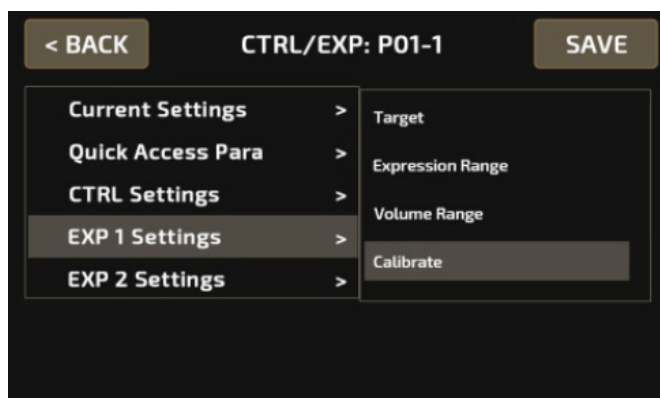 < BACK CTRL/EXP: P01-1 SAVE
Current Settings >
Quick Access Para >
CTRL Settings >
EXP 1 Settings >
EXP 2 Settings >
Target
Expression Range
Volume Range
Calibrate